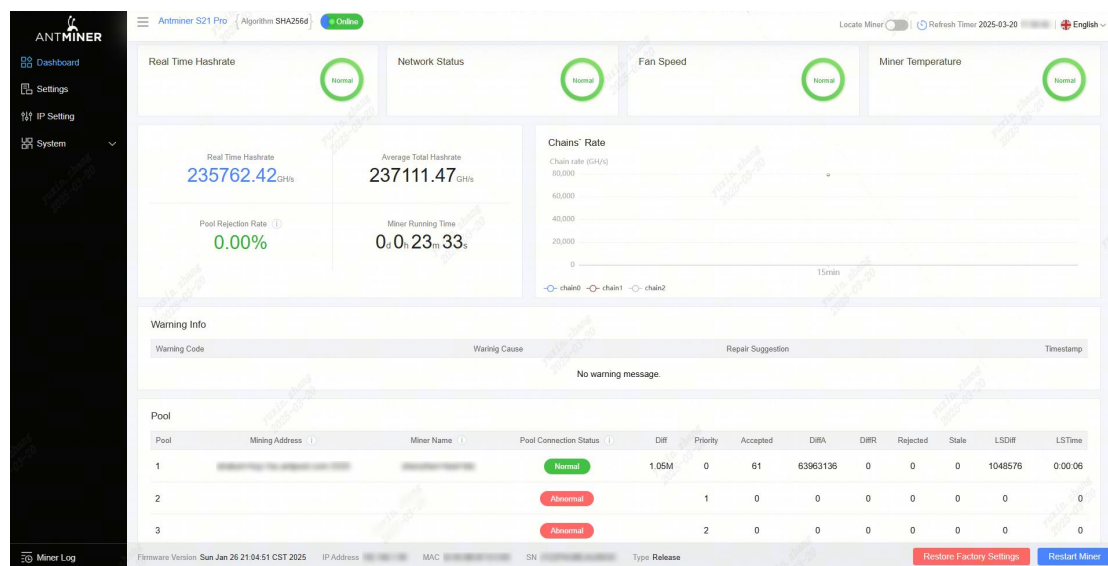 ANTMINER
Antminer S21 Pro { Algorithm SHA256d } Online
Locate Miner Refresh Timer 2025-03-20 English
Dashboard
Settings
IP Setting
System
Real Time Hashrate Normal
Network Status Normal
Fan Speed Normal
Miner Temperature Normal
Real Time Hashrate
235762.42GH/s
Average Total Hashrate
237111.47GH/s
Pool Rejection Rate
0.00%
Miner Running Time
0d 0h 23m 33s
Chains` Rate
Chain rate (GH/s)
80,000
60,000
40,000
20,000
0
15min
chain0 chain1 chain2
Warning Info
Warning Code Warinig Cause Repair Suggestion Timestamp
No warning message.
Pool
Pool Mining Address Miner Name Pool Connection Status Diff Priority Accepted DiffA DiffR Rejected Stale LSDiff LSTime
1 Normal 1.05M 0 61 63963136 0 0 0 1048576 0:00:06
2 Abnormal 1 0 0 0 0 0 0 0
3 Abnormal 2 0 0 0 0 0 0 0
Miner Log
Firmware Version Sun Jan 26 21:04:51 CST 2025 IP Address MAC SN Type Release
Restore Factory Settings Restart Miner